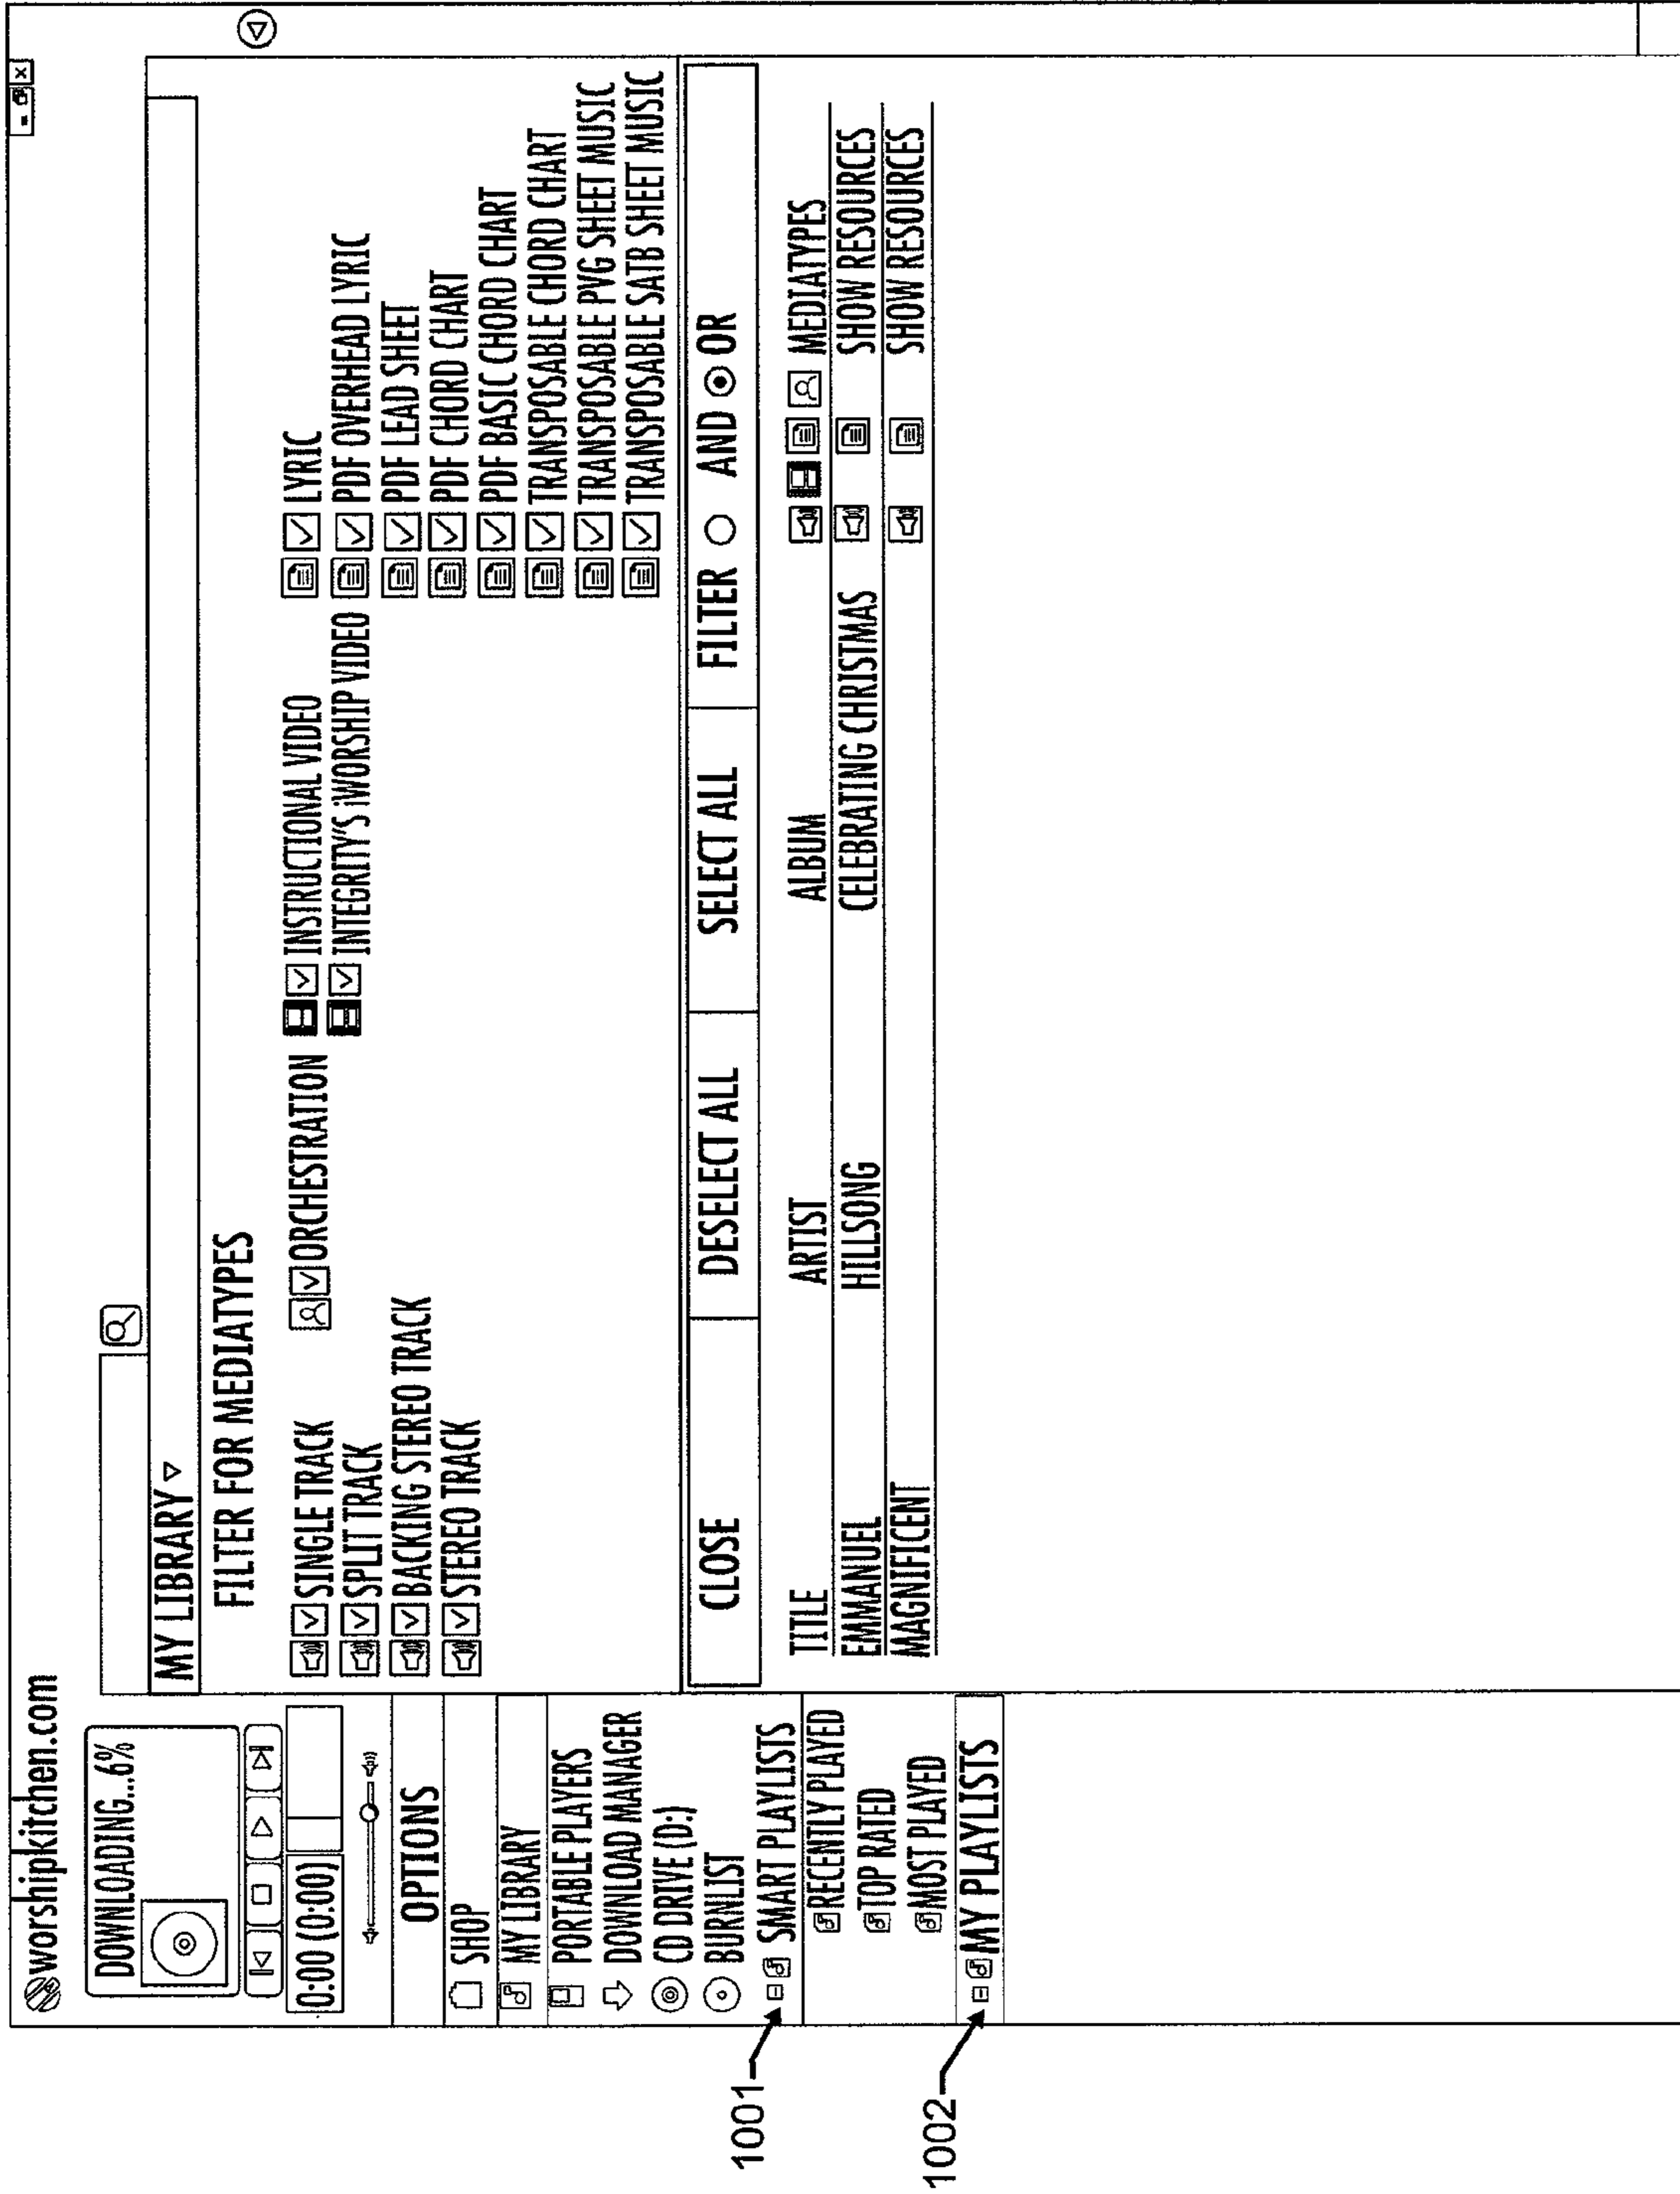 worshipkitchen.com
DOWNLOADING...6%
0:00 (0:00)
OPTIONS
SHOP
MY LIBRARY
PORTABLE PLAYERS
DOWNLOAD MANAGER
CD DRIVE (D:)
BURNLIST
SMART PLAYLISTS
RECENTLY PLAYED
TOP RATED
MOST PLAYED
MY PLAYLISTS
1001
1002
MY LIBRARY
FILTER FOR MEDIATYPES
SINGLE TRACK
SPLIT TRACK
BACKING STEREO TRACK
STEREO TRACK
ORCHESTRATION
INSTRUCTIONAL VIDEO
INTEGRITY'S iWORSHIP VIDEO
LYRIC
PDF OVERHEAD LYRIC
PDF LEAD SHEET
PDF CHORD CHART
PDF BASIC CHORD CHART
TRANSPOSABLE CHORD CHART
TRANSPOSABLE PVG SHEET MUSIC
TRANSPOSABLE SATB SHEET MUSIC
CLOSE DESELECT ALL SELECT ALL FILTER AND OR
TITLE ARTIST ALBUM MEDIATYPES
EMMANUEL HILLSONG CELEBRATING CHRISTMAS SHOW RESOURCES
MAGNIFICENT SHOW RESOURCES